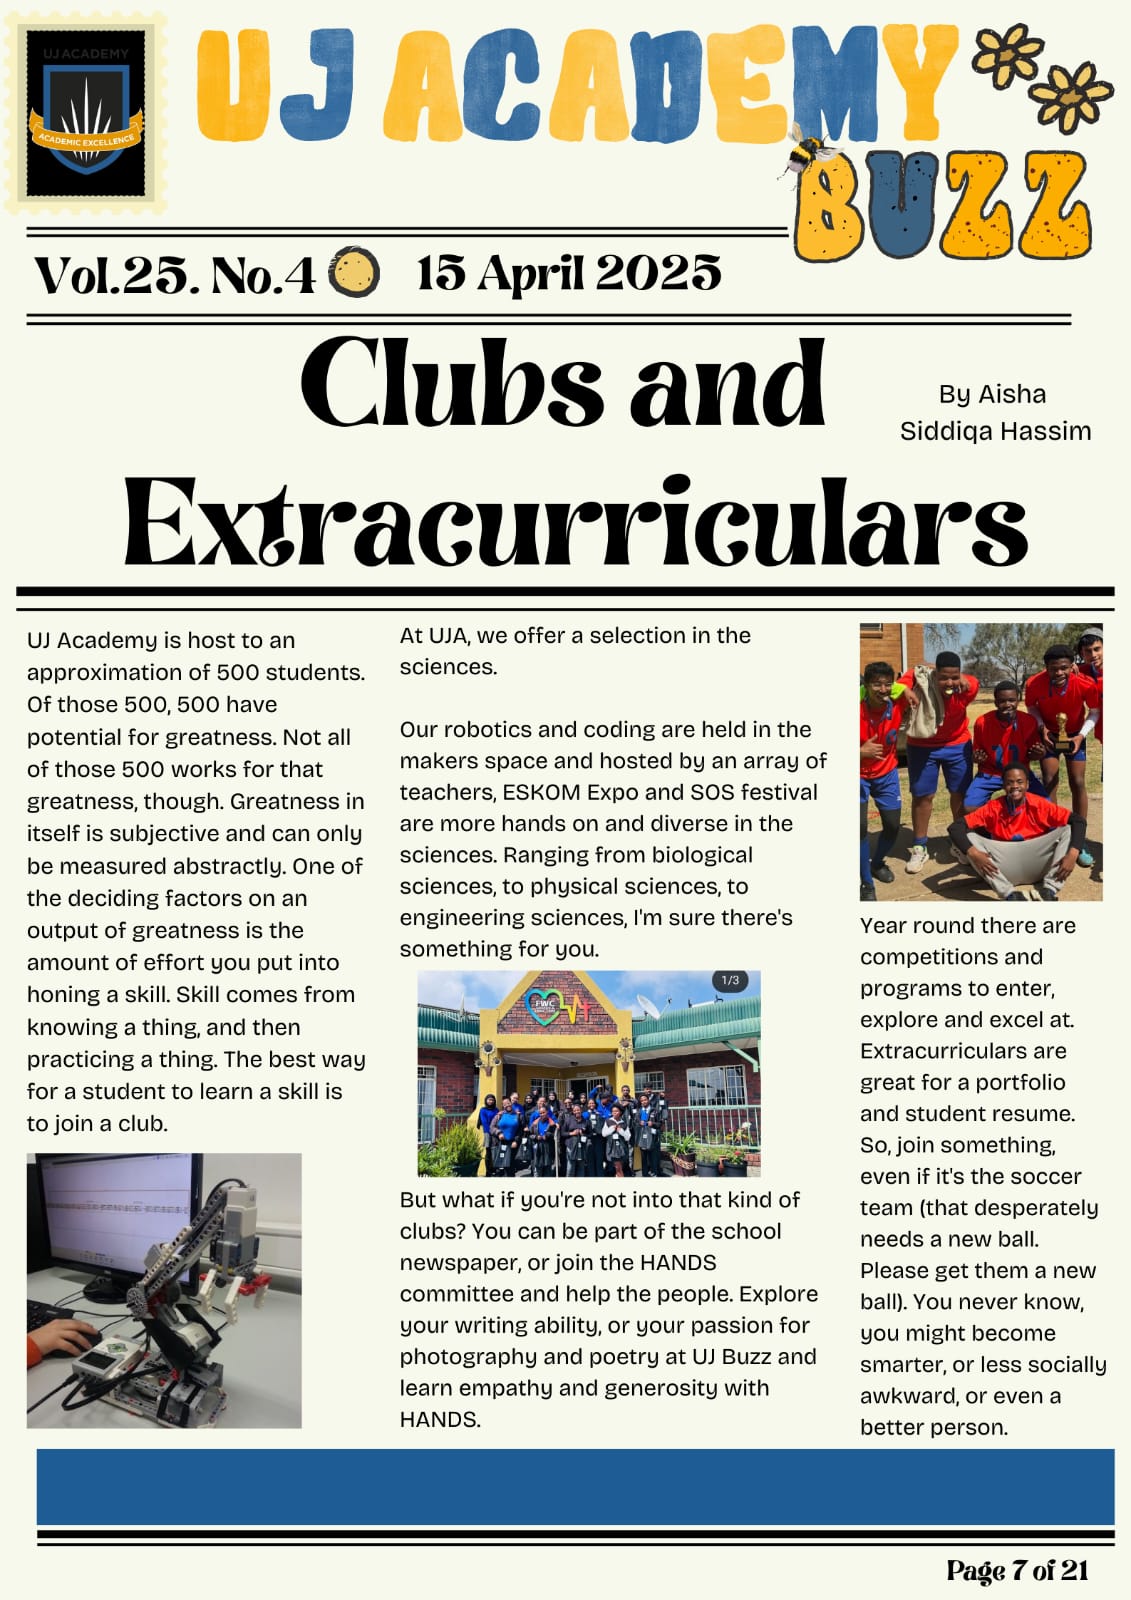 UJ ACADEMY
ACADEMIC EXCELLENCE
UJ ACADEMY
BUZZ
Vol.25. No.4
15 April 2025
Clubs and
Extracurriculars
By Aisha
Siddiqa Hassim
UJ Academy is host to an
approximation of 500 students.
Of those 500, 500 have
potential for greatness. Not all
of those 500 works for that
greatness, though. Greatness in
itself is subjective and can only
be measured abstractly. One of
the deciding factors on an
output of greatness is the
amount of effort you put into
honing a skill. Skill comes from
knowing a thing, and then
practicing a thing. The best way
for a student to learn a skill is
to join a club.
At UJA, we offer a selection in the
sciences.
Our robotics and coding are held in the
makers space and hosted by an array of
teachers, ESKOM Expo and SOS festival
are more hands on and diverse in the
sciences. Ranging from biological
sciences, to physical sciences, to
engineering sciences, I'm sure there's
something for you.
1/3
FWC
But what if you're not into that kind of
clubs? You can be part of the school
newspaper, or join the HANDS
committee and help the people. Explore
your writing ability, or your passion for
photography and poetry at UJ Buzz and
learn empathy and generosity with
HANDS.
Year round there are
competitions and
programs to enter,
explore and excel at.
Extracurriculars are
great for a portfolio
and student resume.
So, join something,
even if it's the soccer
team (that desperately
needs a new ball.
Please get them a new
ball). You never know,
you might become
smarter, or less socially
awkward, or even a
better person.
Page 7 of 21